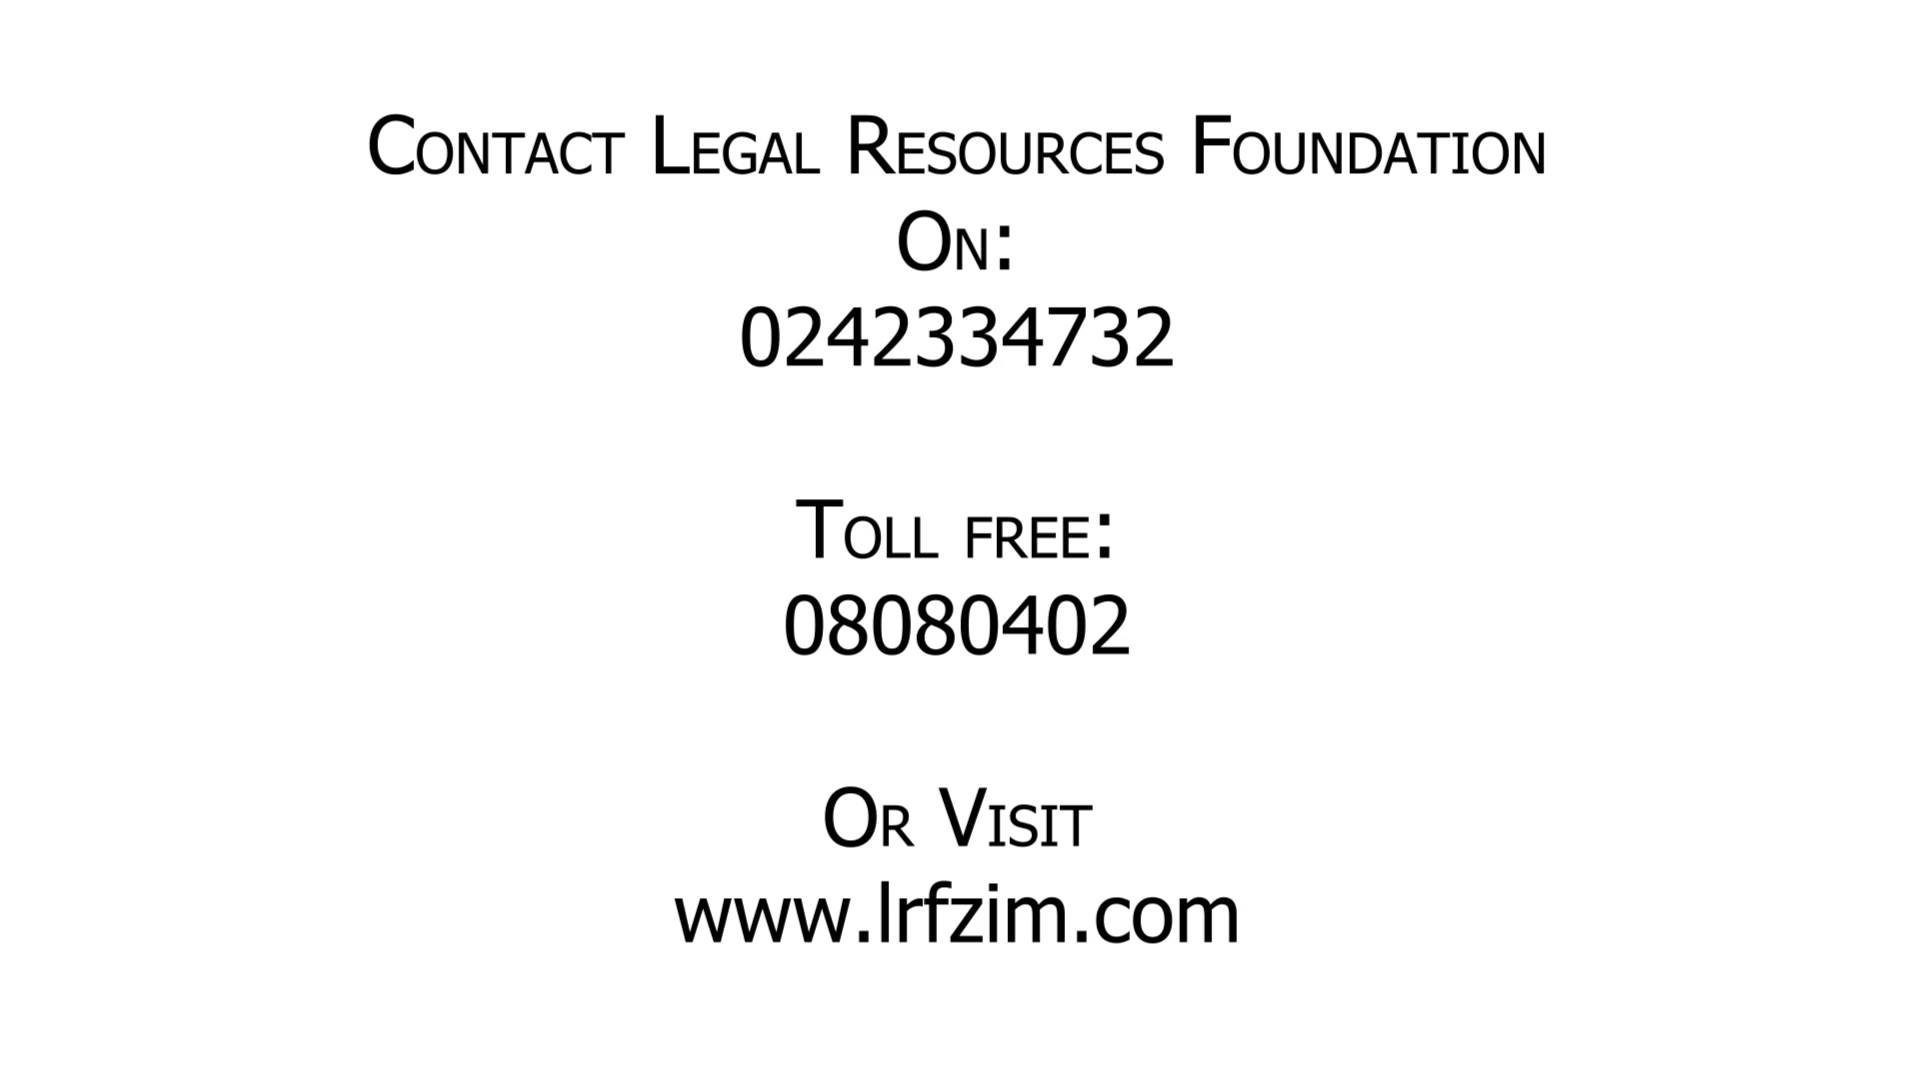 Contact Legal Resources Foundation
On:
0242334732
Toll free:
08080402
Or Visit
www.lrfzim.com